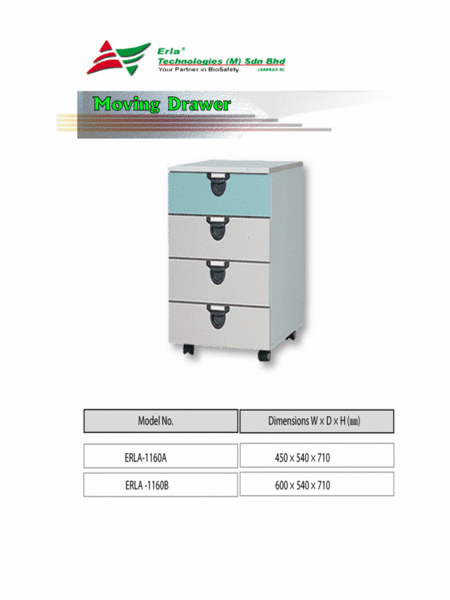 Erla®
Technologies (M) Sdn Bhd
Your Partner in BioSafety
Moving Drawer
Model No. Dimensions W × D × H (㎜)
ERLA-1160A 450 × 540 × 710
ERLA -1160B 600 × 540 × 710